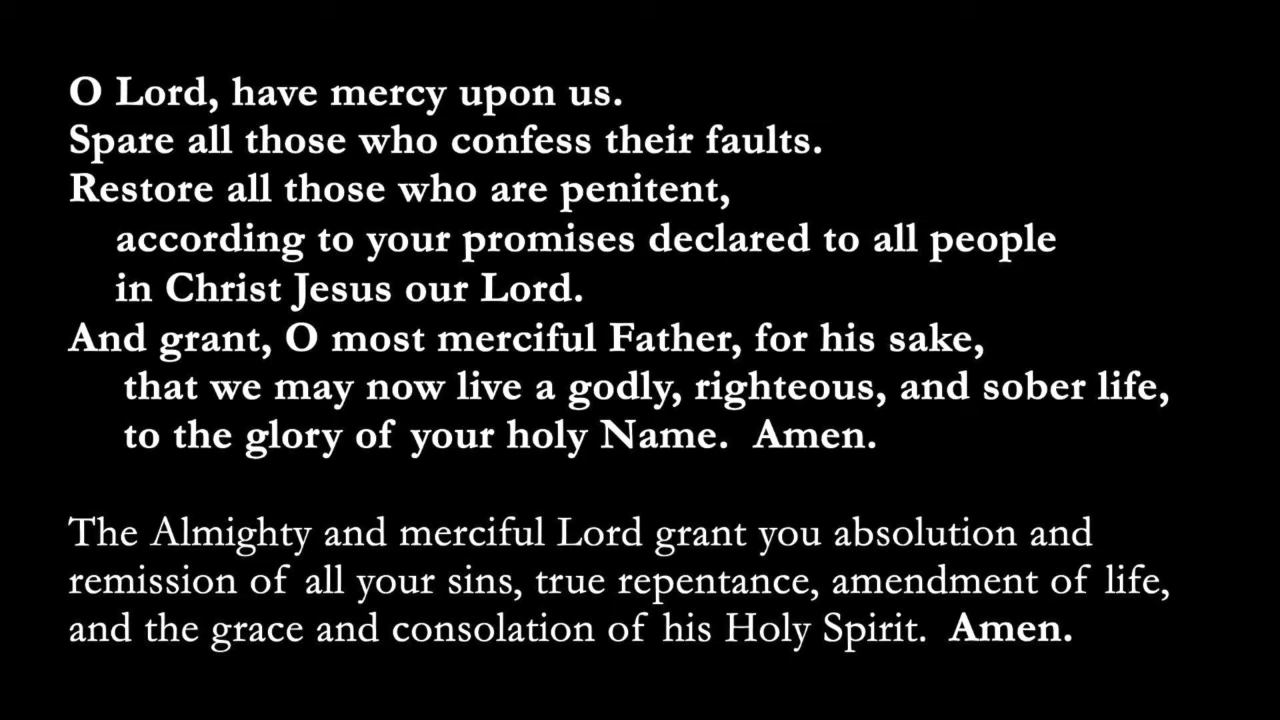 O Lord, have mercy upon us.
Spare all those who confess their faults.
Restore all those who are penitent,
according to your promises declared to all people
in Christ Jesus our Lord.
And grant, O most merciful Father, for his sake,
that we may now live a godly, righteous, and sober life,
to the glory of your holy Name.  Amen.
The Almighty and merciful Lord grant you absolution and
remission of all your sins, true repentance, amendment of life,
and the grace and consolation of his Holy Spirit.  Amen.